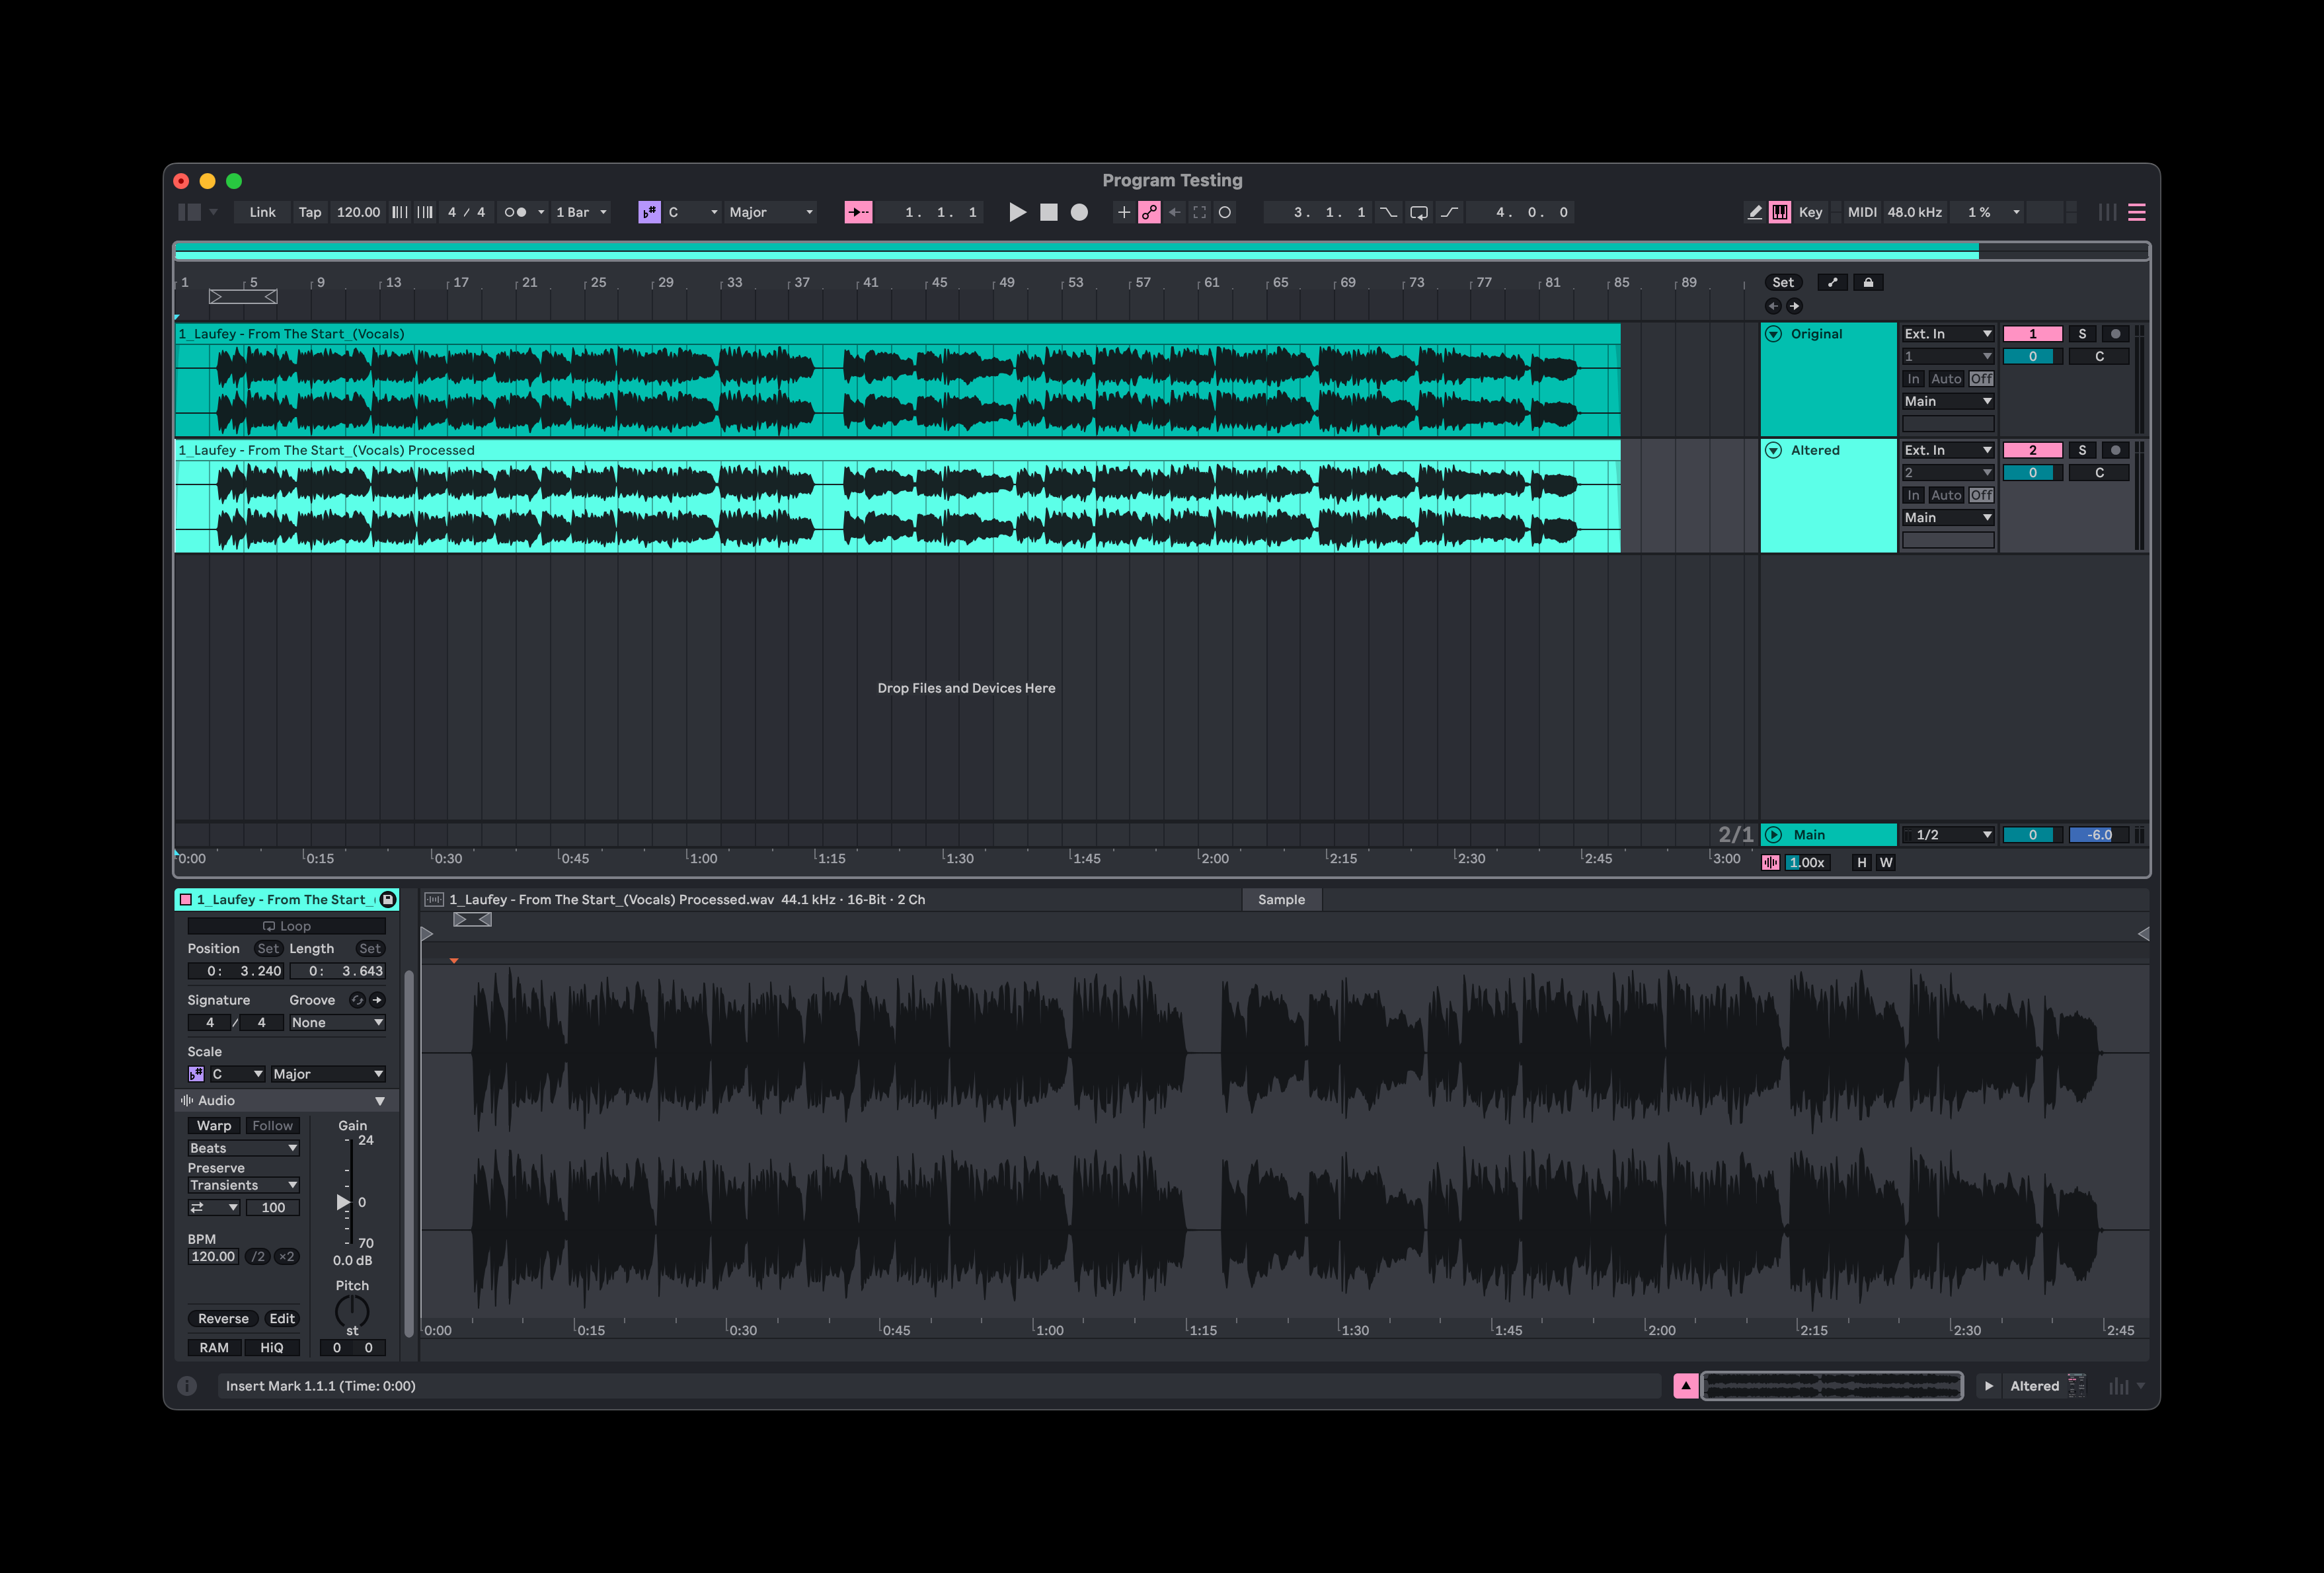 Program Testing
Link Tap 120.00 4 / 4 1 Bar C Major 1. 1. 1 3. 1. 1 4. 0. 0 Key MIDI 48.0 kHz 1 %
1 5 9 13 17 21 25 29 33 37 41 45 49 53 57 61 65 69 73 77 81 85 89 Set
1_Laufey - From The Start_(Vocals) Original Ext. In 1 S
1 0 C
In Auto Off
Main
1_Laufey - From The Start_(Vocals) Processed Altered Ext. In 2 S
2 0 C
In Auto Off
Main
Drop Files and Devices Here
2/1 Main 1/2 0 -6.0
0:00 0:15 0:30 0:45 1:00 1:15 1:30 1:45 2:00 2:15 2:30 2:45 3:00 1.00x H W
1_Laufey - From The Start_( 1_Laufey - From The Start_(Vocals) Processed.wav 44.1 kHz · 16-Bit · 2 Ch Sample
Loop
Position Set Length Set
0: 3.240 0: 3.643
Signature Groove
4 / 4 None
Scale
C Major
Audio
Warp Follow Gain
24
Beats
Preserve
Transients
100 0
BPM 70
120.00 /2 ×2 0.0 dB
Pitch
Reverse Edit st
RAM HiQ 0 0
0:00 0:15 0:30 0:45 1:00 1:15 1:30 1:45 2:00 2:15 2:30 2:45
Insert Mark 1.1.1 (Time: 0:00) Altered